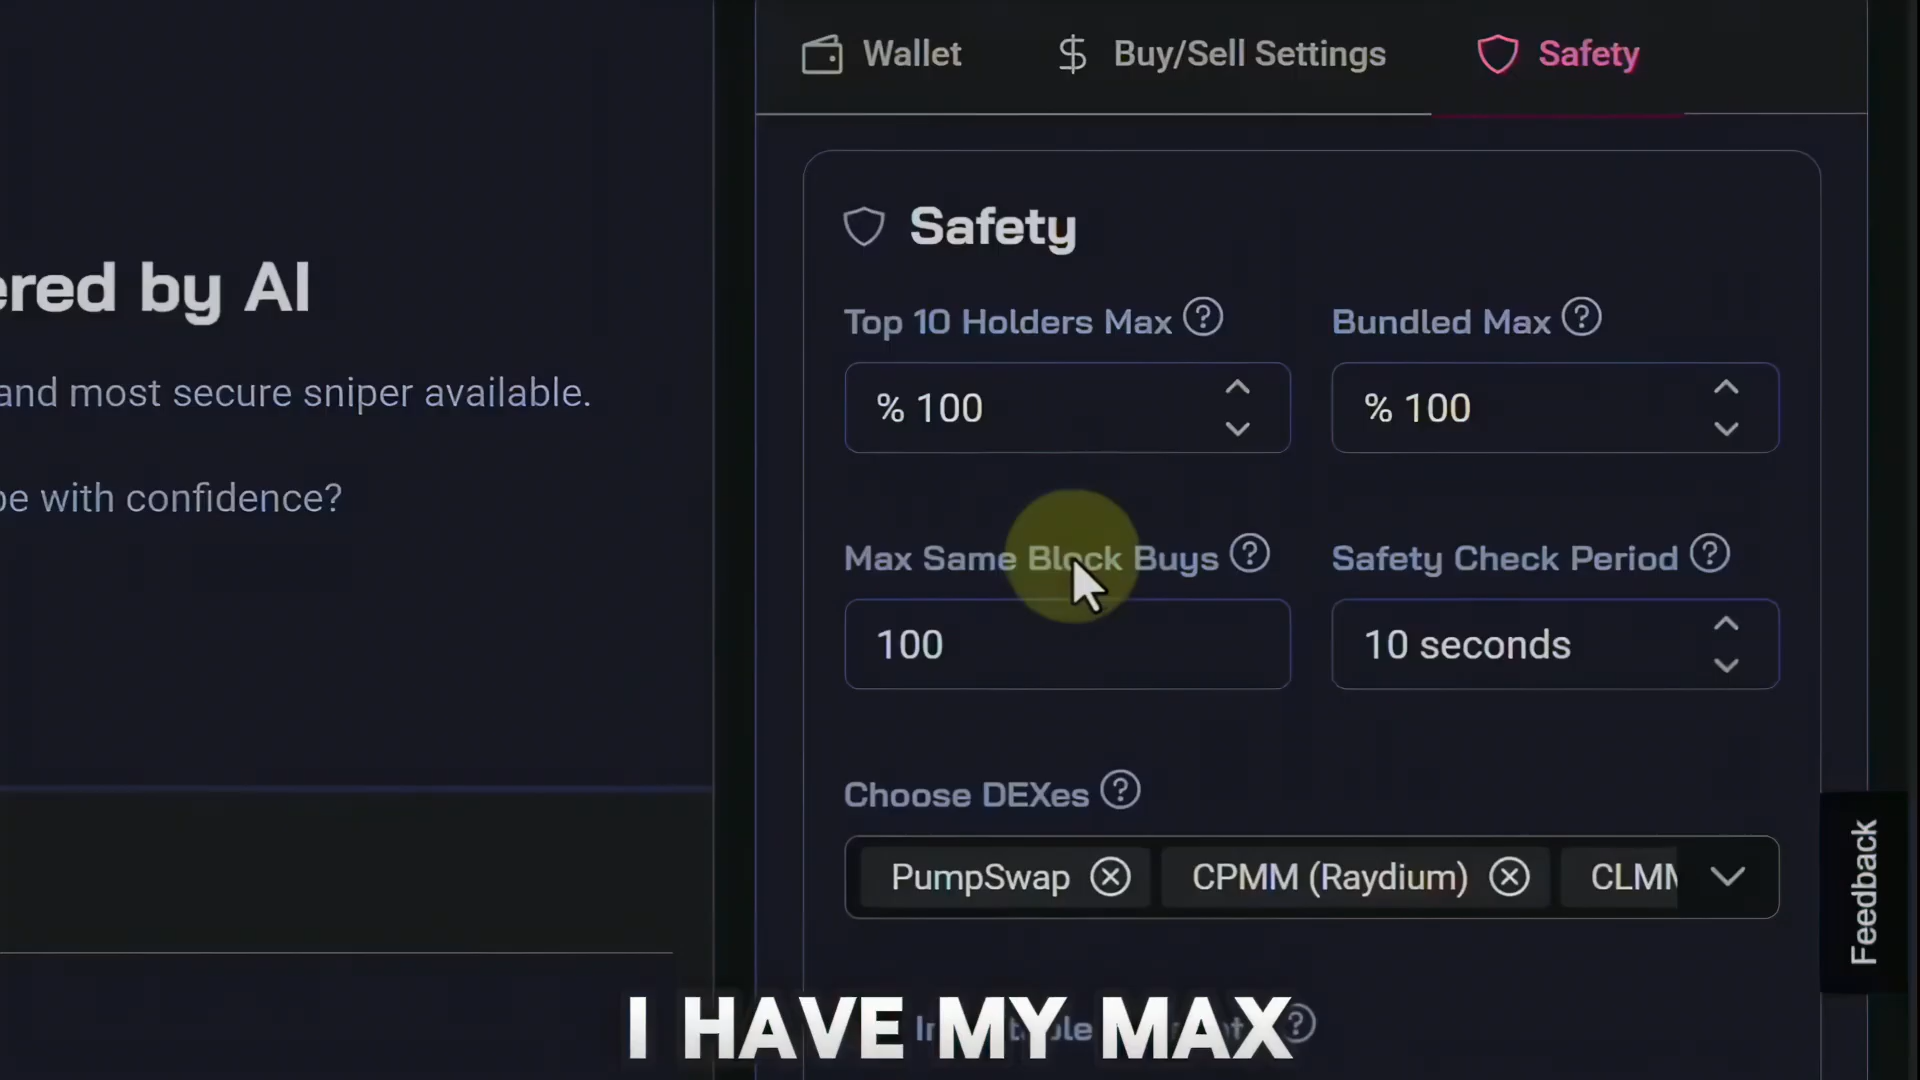 Wallet
Buy/Sell Settings
Safety
Safety
ered by AI
and most secure sniper available.
be with confidence?
Top 10 Holders Max
Bundled Max
% 100
% 100
Max Same Block Buys
Safety Check Period
100
10 seconds
Choose DEXes
PumpSwap
CPMM (Raydium)
CLMM
Feedback
I HAVE MY MAX